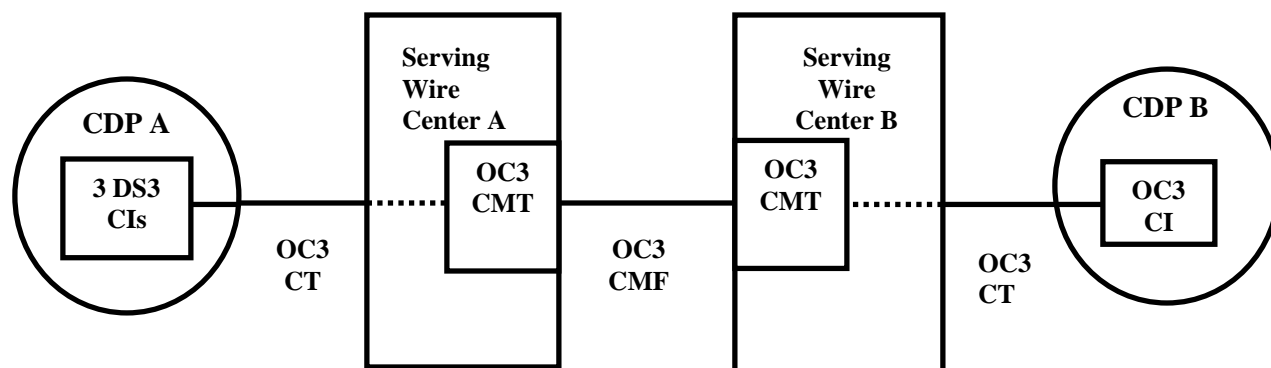 CDP A
3 DS3
CIs
OC3
CT
Serving
Wire
Center A
OC3
CMT
OC3
CMF
Serving
Wire
Center B
OC3
CMT
OC3
CT
CDP B
OC3
CI